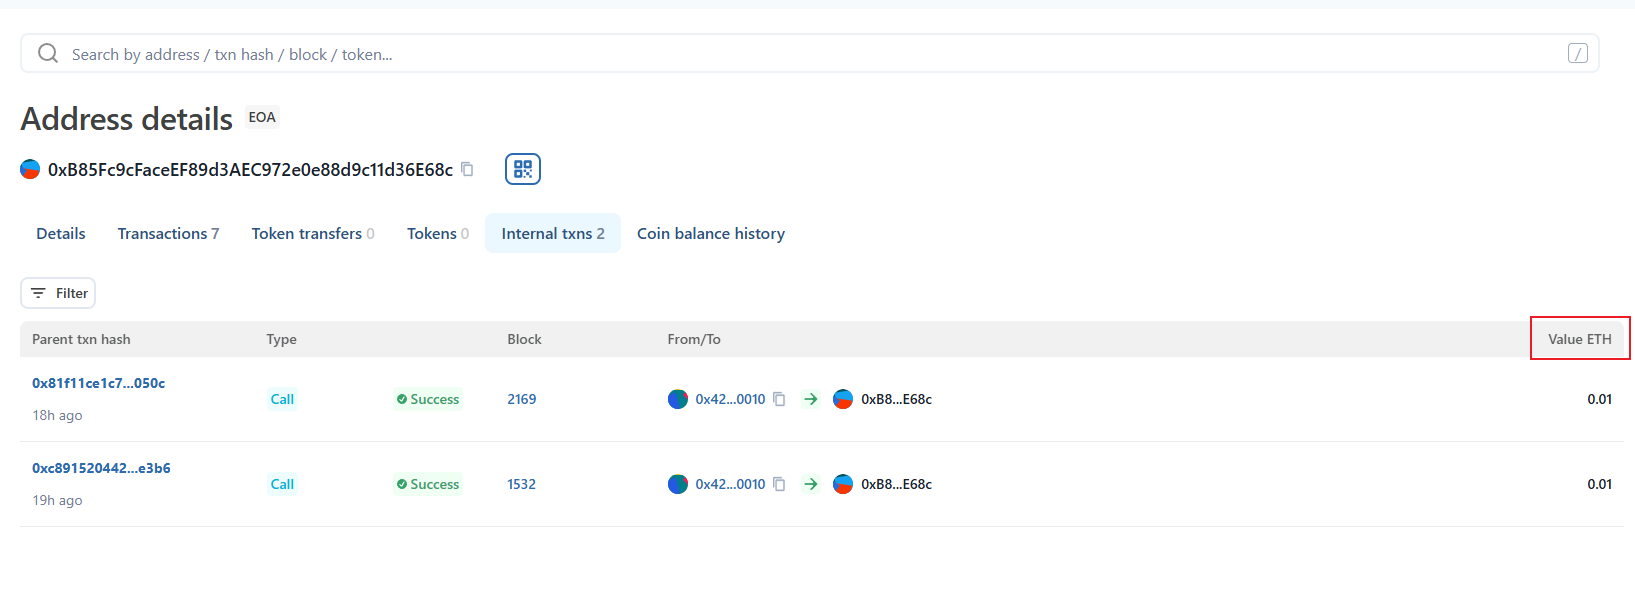 Search by address / txn hash / block / token... /
Address details EOA
0xB85Fc9cFaceEF89d3AEC972e0e88d9c11d36E68c
Details Transactions 7 Token transfers 0 Tokens 0 Internal txns 2 Coin balance history
Filter
Parent txn hash Type Block From/To Value ETH
0x81f11ce1c7...050c
18h ago
Call Success 2169 0x42...0010 0xB8...E68c 0.01
0xc891520442...e3b6
19h ago
Call Success 1532 0x42...0010 0xB8...E68c 0.01